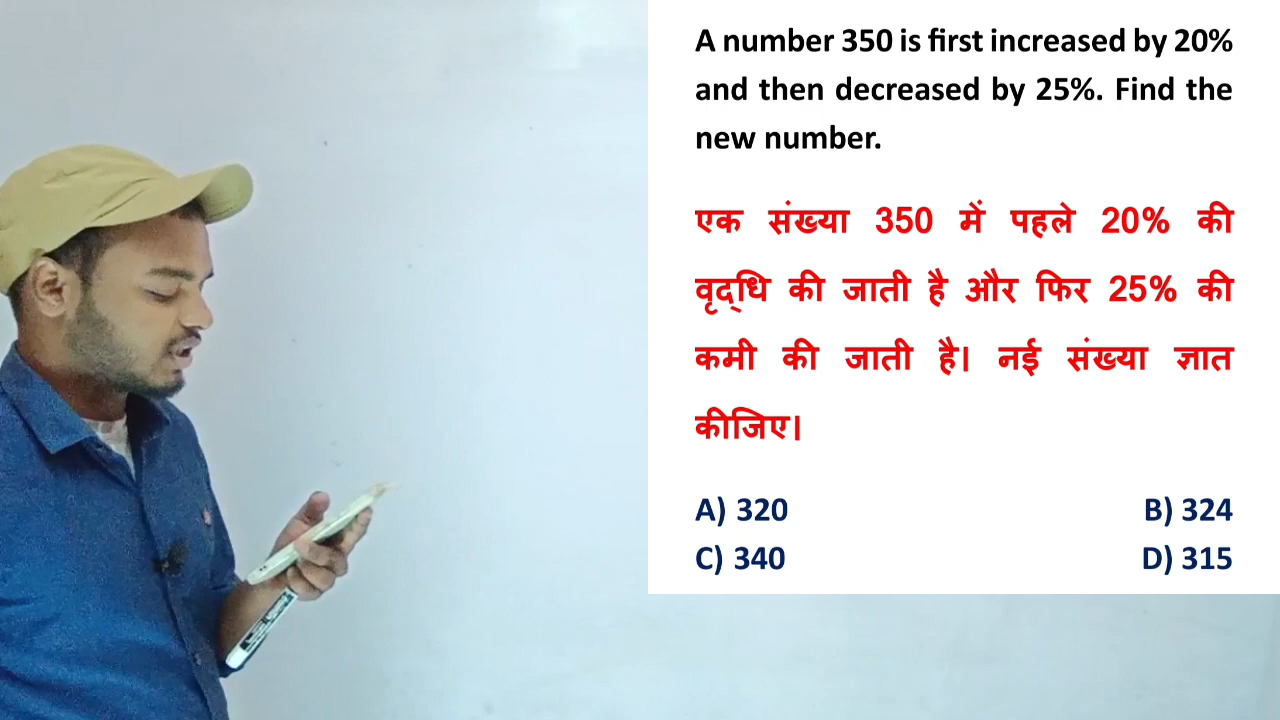 A number 350 is first increased by 20%
and then decreased by 25%. Find the
new number.
एक संख्या 350 में पहले 20% की
वृद्धि की जाती है और फिर 25% की
कमी की जाती है। नई संख्या ज्ञात
कीजिए।
A) 320 B) 324
C) 340 D) 315